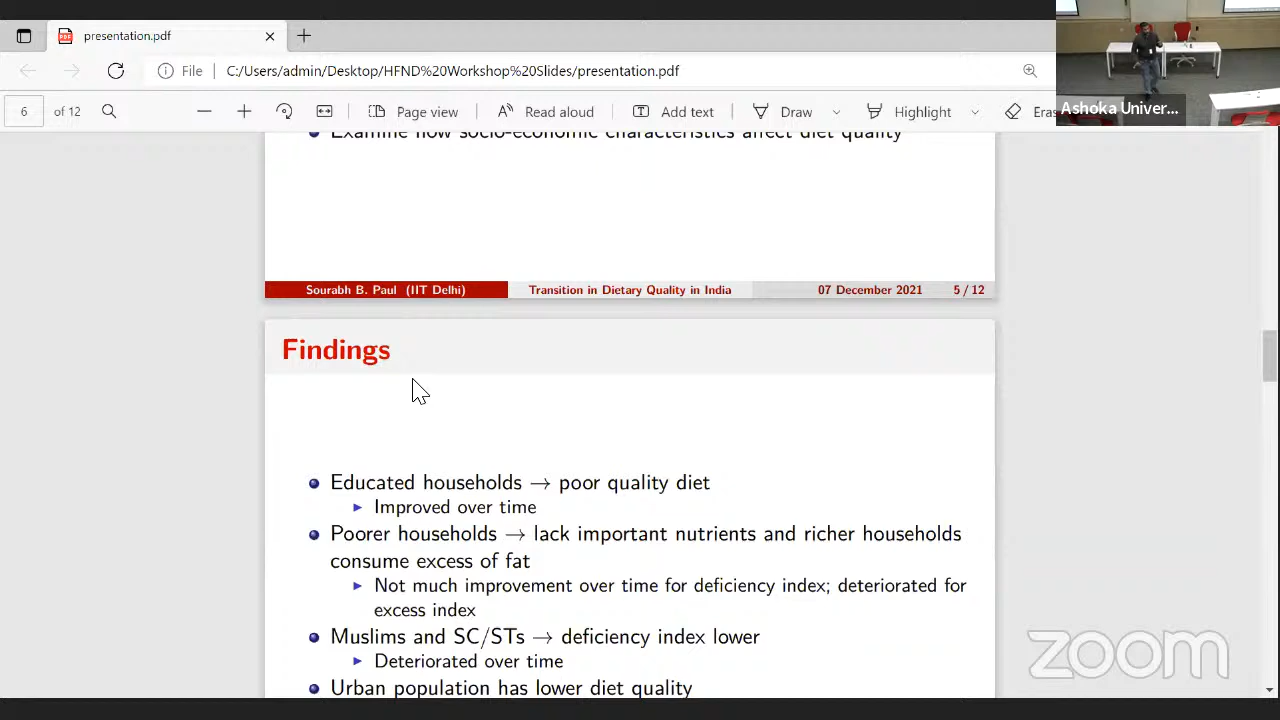 presentation.pdf
File
C:/Users/admin/Desktop/HFND%20Workshop%20Slides/presentation.pdf
6 of 12
Page view
Read aloud
Add text
Draw
Highlight
Eras
Ashoka Univer...
Examine how socio-economic characteristics affect diet quality
Sourabh B. Paul (IIT Delhi)
Transition in Dietary Quality in India
07 December 2021
5 / 12
Findings
Educated households → poor quality diet
Improved over time
Poorer households → lack important nutrients and richer households
consume excess of fat
Not much improvement over time for deficiency index; deteriorated for
excess index
Muslims and SC/STs → deficiency index lower
Deteriorated over time
Urban population has lower diet quality
zoom